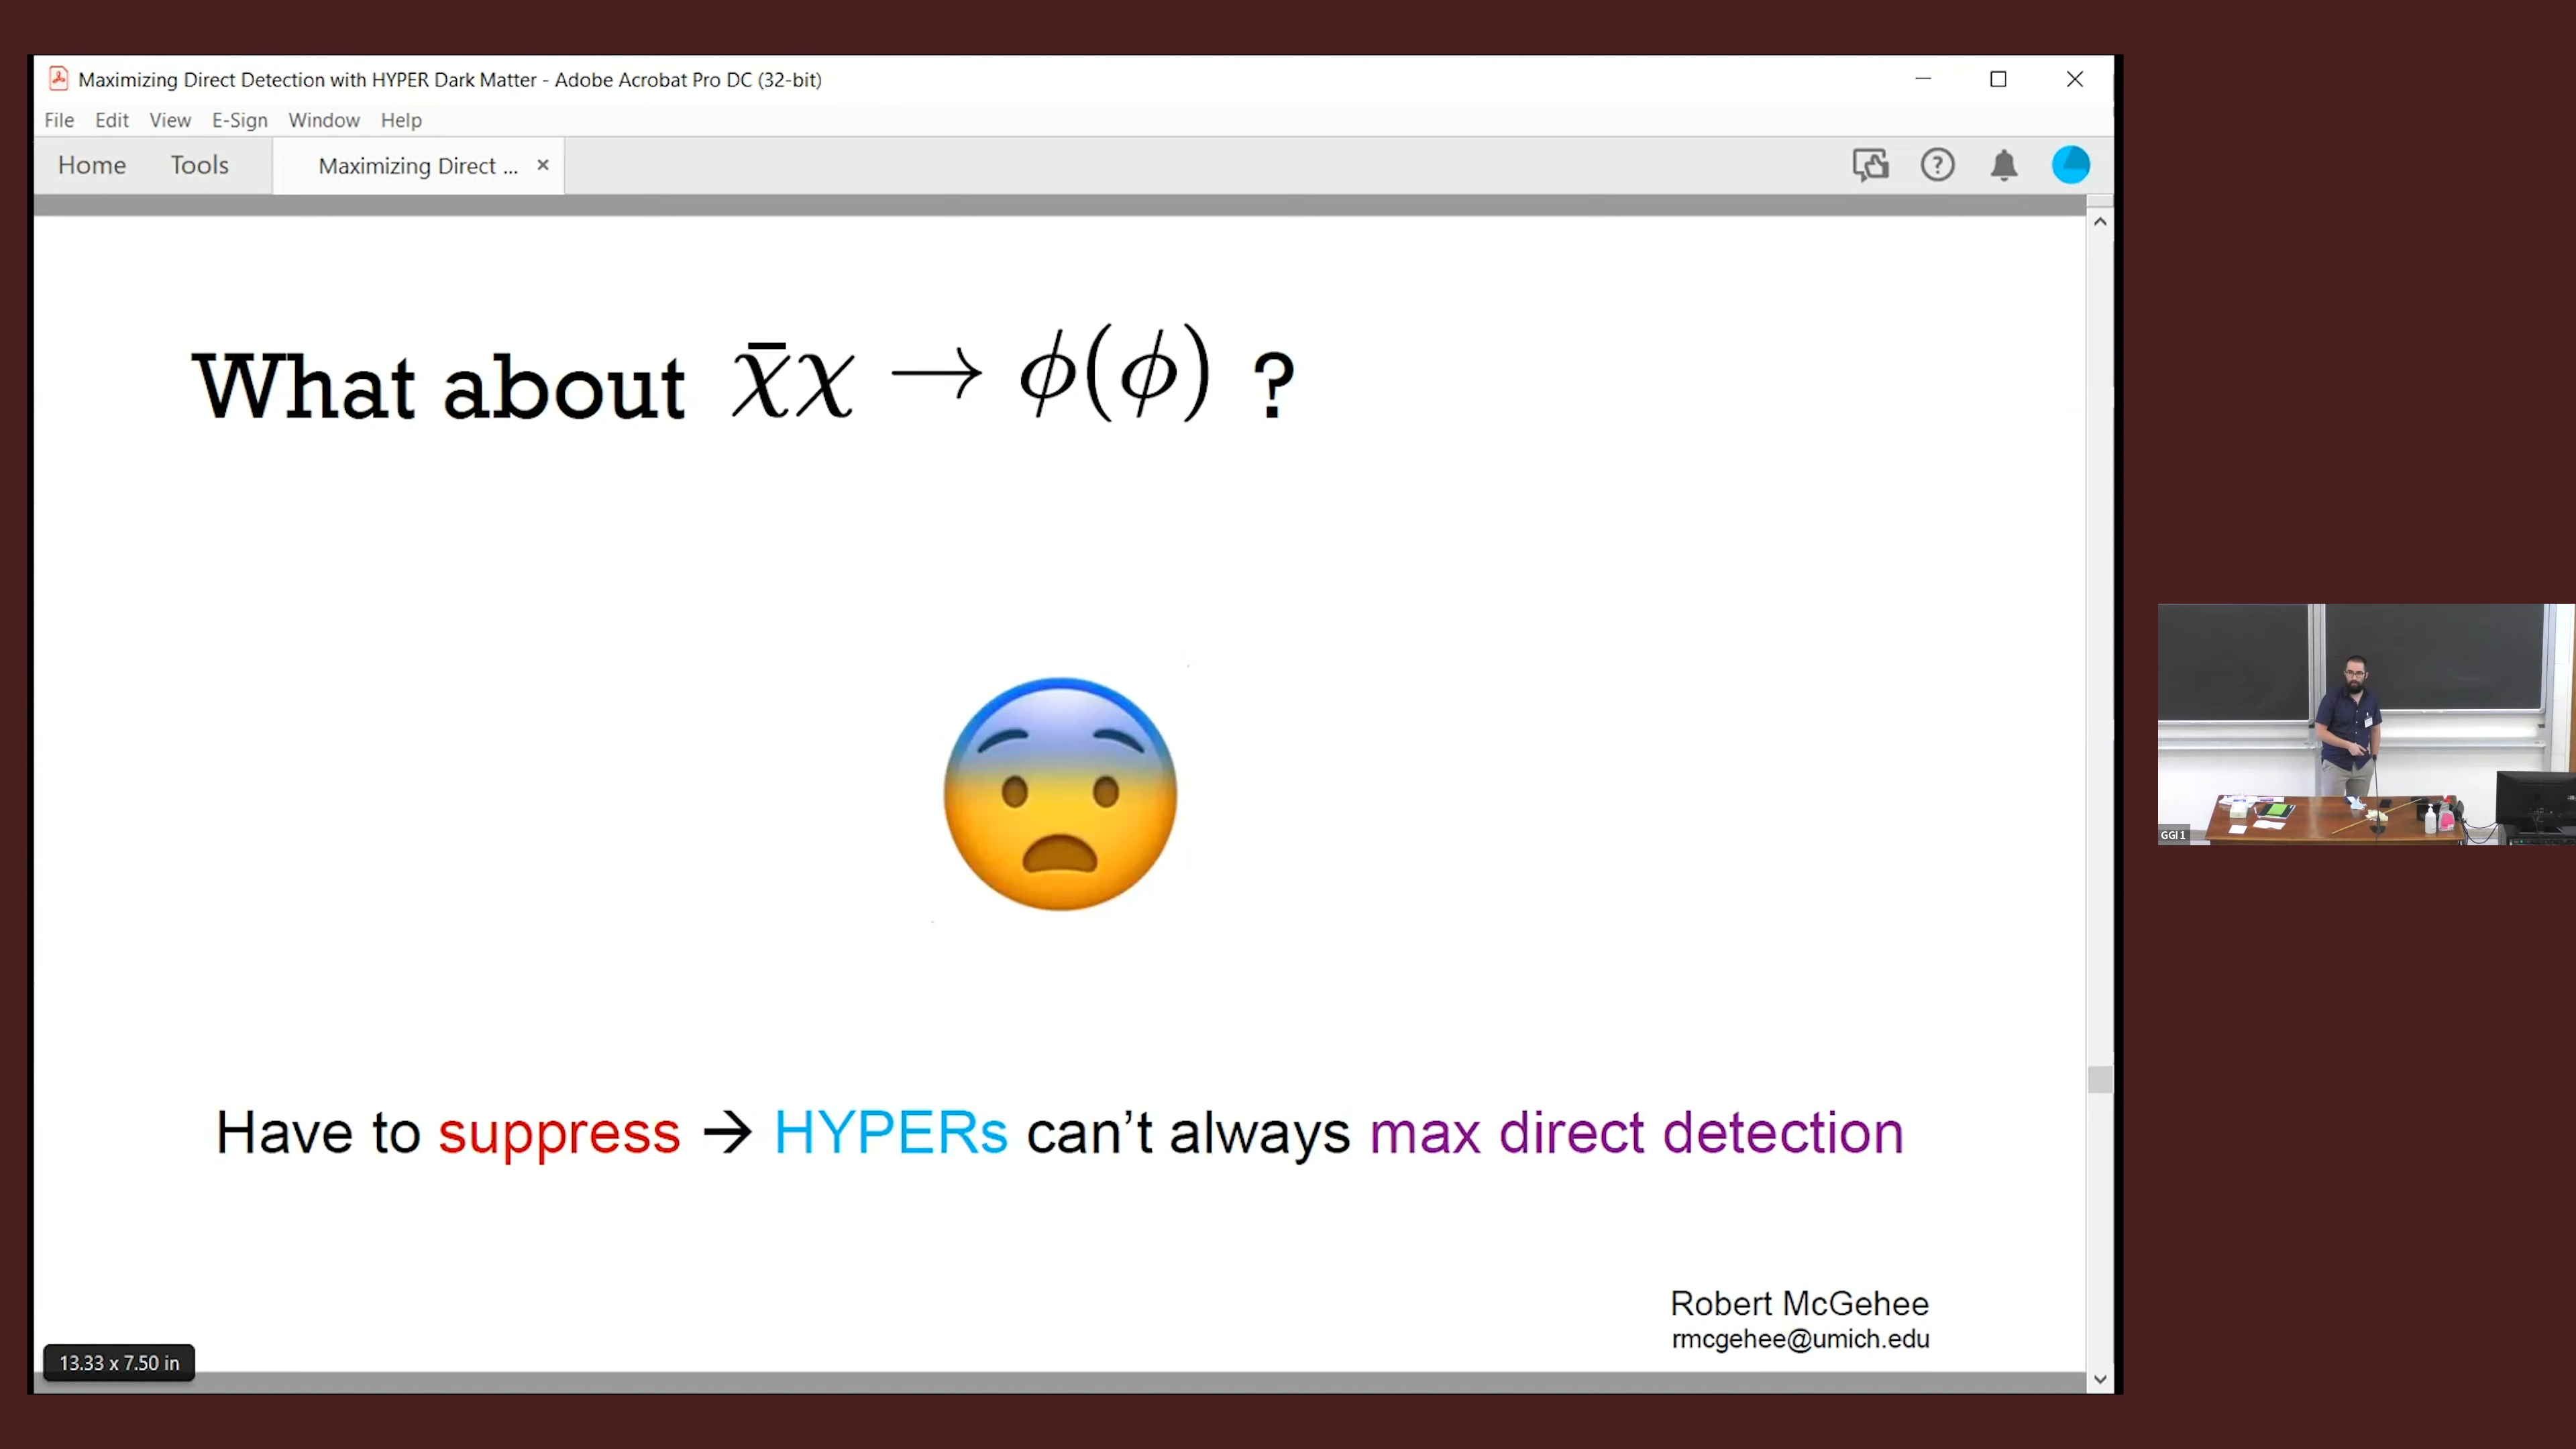 Maximizing Direct Detection with HYPER Dark Matter - Adobe Acrobat Pro DC (32-bit)
File Edit View E-Sign Window Help
Home Tools Maximizing Direct ...
What about χ̄χ → ϕ(ϕ) ?
Have to suppress → HYPERs can't always max direct detection
Robert McGehee
rmcgehee@umich.edu
13.33 x 7.50 in
GGI 1